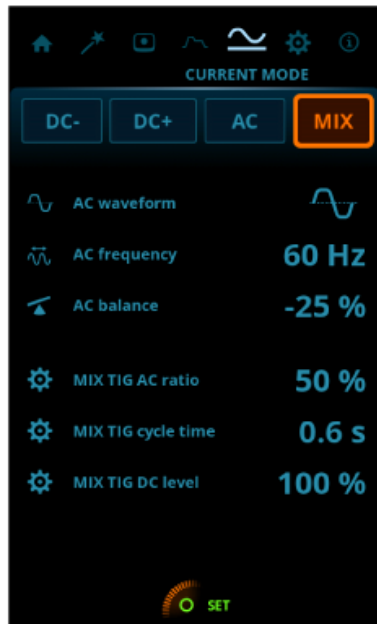 CURRENT MODE
DC- DC+ AC MIX
AC waveform
AC frequency 60 Hz
AC balance -25 %
MIX TIG AC ratio 50 %
MIX TIG cycle time 0.6 s
MIX TIG DC level 100 %
SET